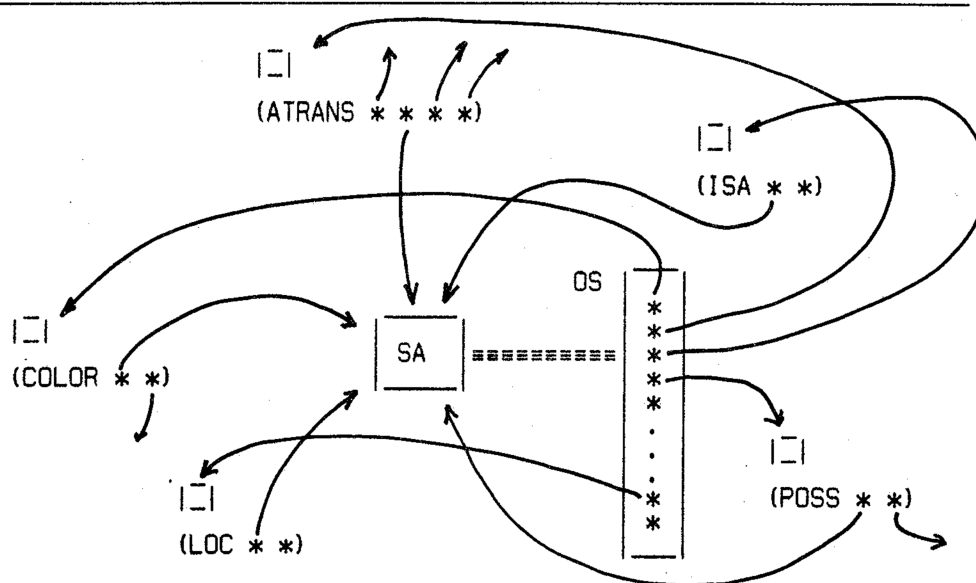 |□|
(ATRANS * * * *)
|□|
(ISA * *)
OS
*
*
*
*
*
.
.
.
*
*
|□|
(COLOR * *)
SA
==========
|□|
(LOC * *)
|□|
(POSS * *)